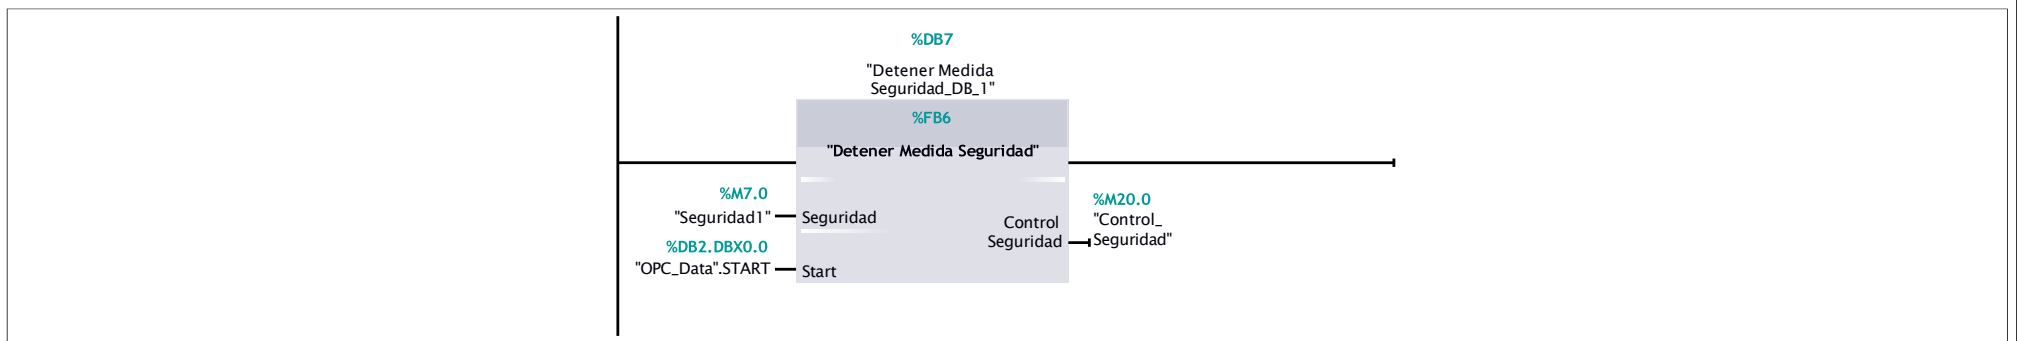 %DB7
"Detener Medida
Seguridad_DB_1"
%FB6
"Detener Medida Seguridad"
%M7.0
"Seguridad1"
Seguridad
%DB2.DBX0.0
"OPC_Data".START
Start
Control
Seguridad
%M20.0
"Control_
Seguridad"